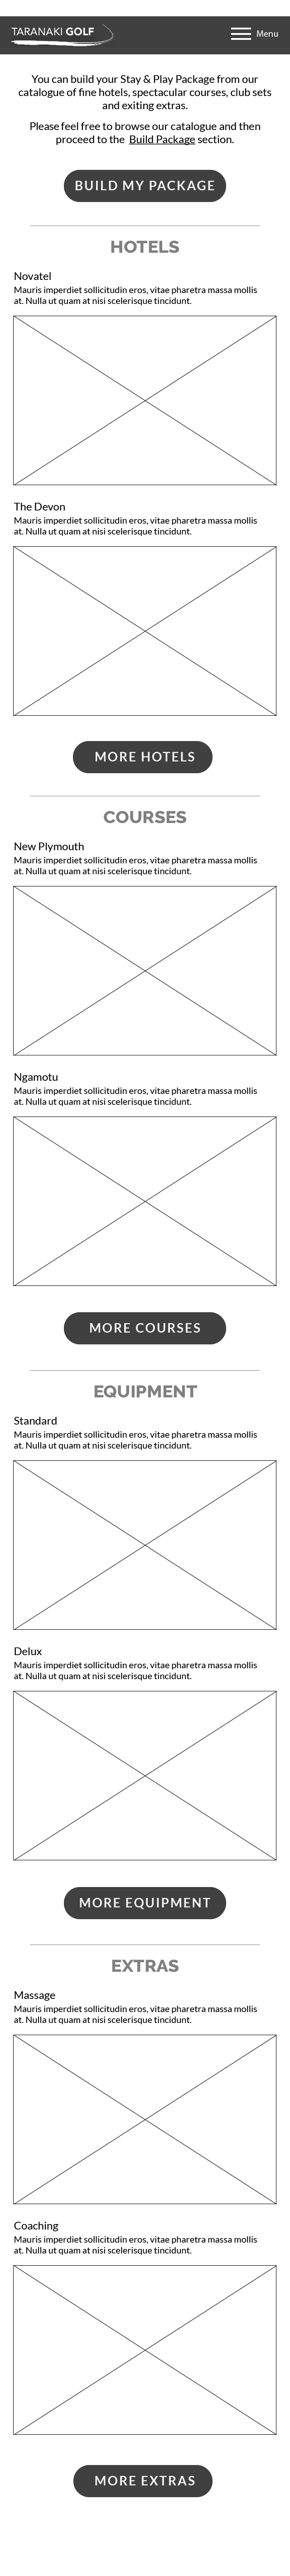 TARANAKI GOLF
Menu
You can build your Stay & Play Package from our
catalogue of fine hotels, spectacular courses, club sets
and exiting extras.
Please feel free to browse our catalogue and then
proceed to the Build Package section.
BUILD MY PACKAGE
HOTELS
Novatel
Mauris imperdiet sollicitudin eros, vitae pharetra massa mollis
at. Nulla ut quam at nisi scelerisque tincidunt.
The Devon
Mauris imperdiet sollicitudin eros, vitae pharetra massa mollis
at. Nulla ut quam at nisi scelerisque tincidunt.
MORE HOTELS
COURSES
New Plymouth
Mauris imperdiet sollicitudin eros, vitae pharetra massa mollis
at. Nulla ut quam at nisi scelerisque tincidunt.
Ngamotu
Mauris imperdiet sollicitudin eros, vitae pharetra massa mollis
at. Nulla ut quam at nisi scelerisque tincidunt.
MORE COURSES
EQUIPMENT
Standard
Mauris imperdiet sollicitudin eros, vitae pharetra massa mollis
at. Nulla ut quam at nisi scelerisque tincidunt.
Delux
Mauris imperdiet sollicitudin eros, vitae pharetra massa mollis
at. Nulla ut quam at nisi scelerisque tincidunt.
MORE EQUIPMENT
EXTRAS
Massage
Mauris imperdiet sollicitudin eros, vitae pharetra massa mollis
at. Nulla ut quam at nisi scelerisque tincidunt.
Coaching
Mauris imperdiet sollicitudin eros, vitae pharetra massa mollis
at. Nulla ut quam at nisi scelerisque tincidunt.
MORE EXTRAS